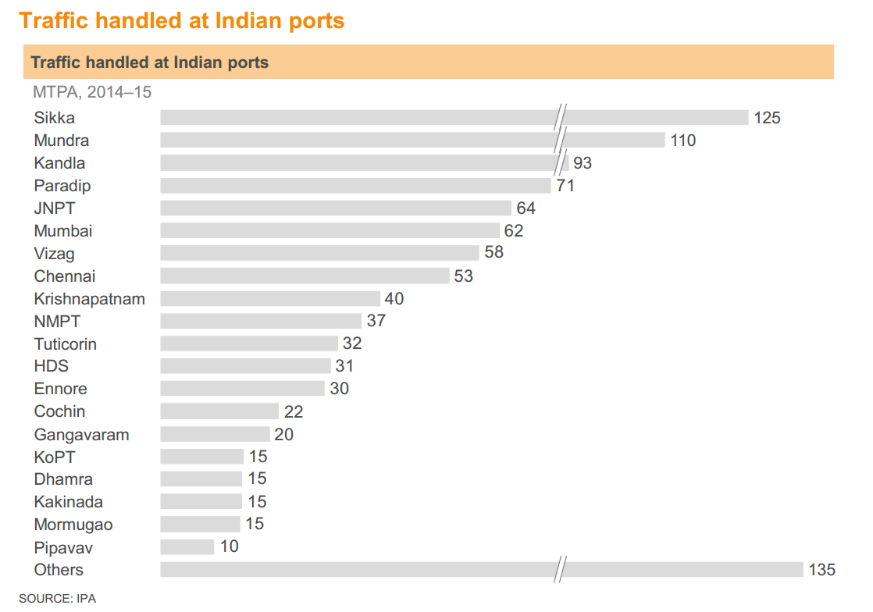 Traffic handled at Indian ports
Traffic handled at Indian ports
MTPA, 2014–15
Sikka 125
Mundra 110
Kandla 93
Paradip 71
JNPT 64
Mumbai 62
Vizag 58
Chennai 53
Krishnapatnam 40
NMPT 37
Tuticorin 32
HDS 31
Ennore 30
Cochin 22
Gangavaram 20
KoPT 15
Dhamra 15
Kakinada 15
Mormugao 15
Pipavav 10
Others 135
SOURCE: IPA